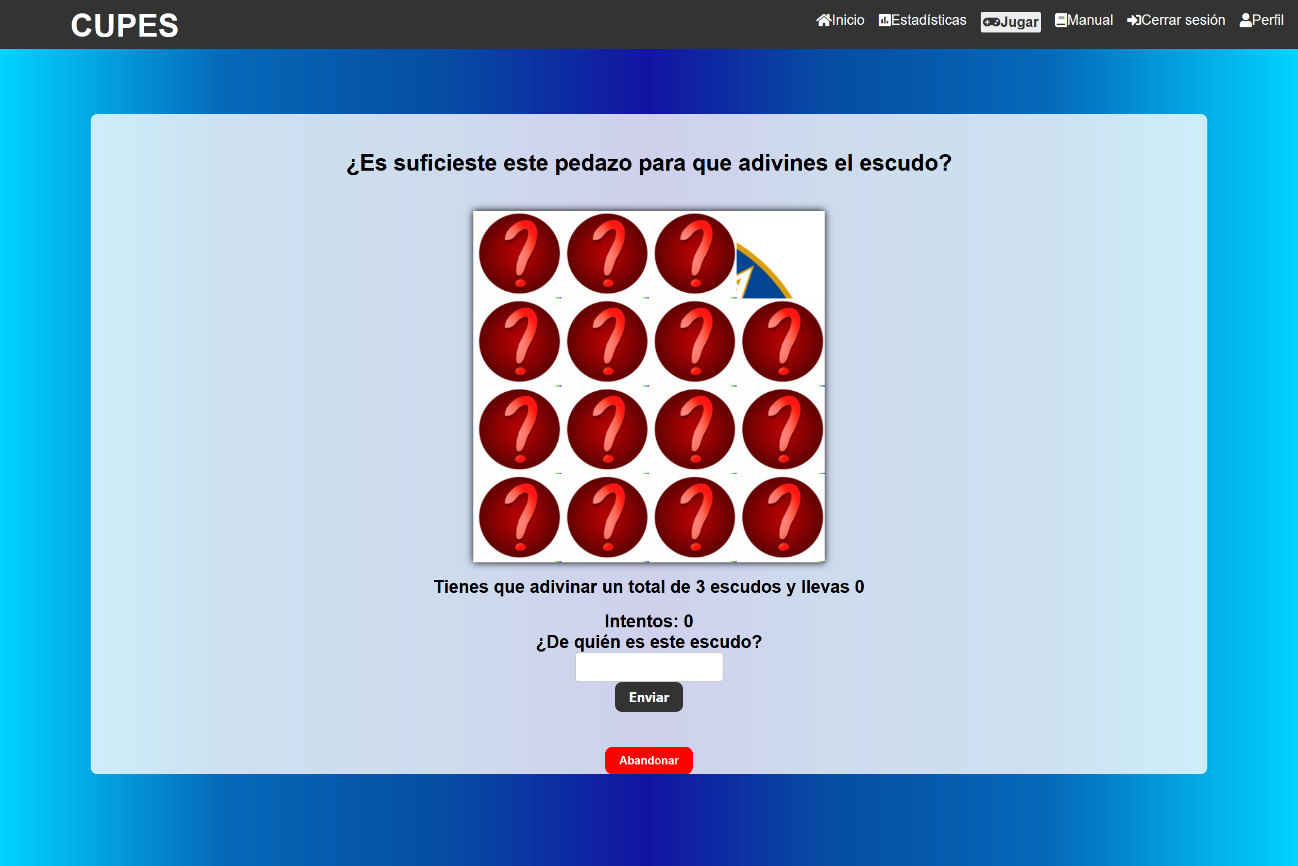 CUPES
Inicio
Estadísticas
Jugar
Manual
Cerrar sesión
Perfil
¿Es suficieste este pedazo para que adivines el escudo?
Tienes que adivinar un total de 3 escudos y llevas 0
Intentos: 0
¿De quién es este escudo?
Enviar
Abandonar